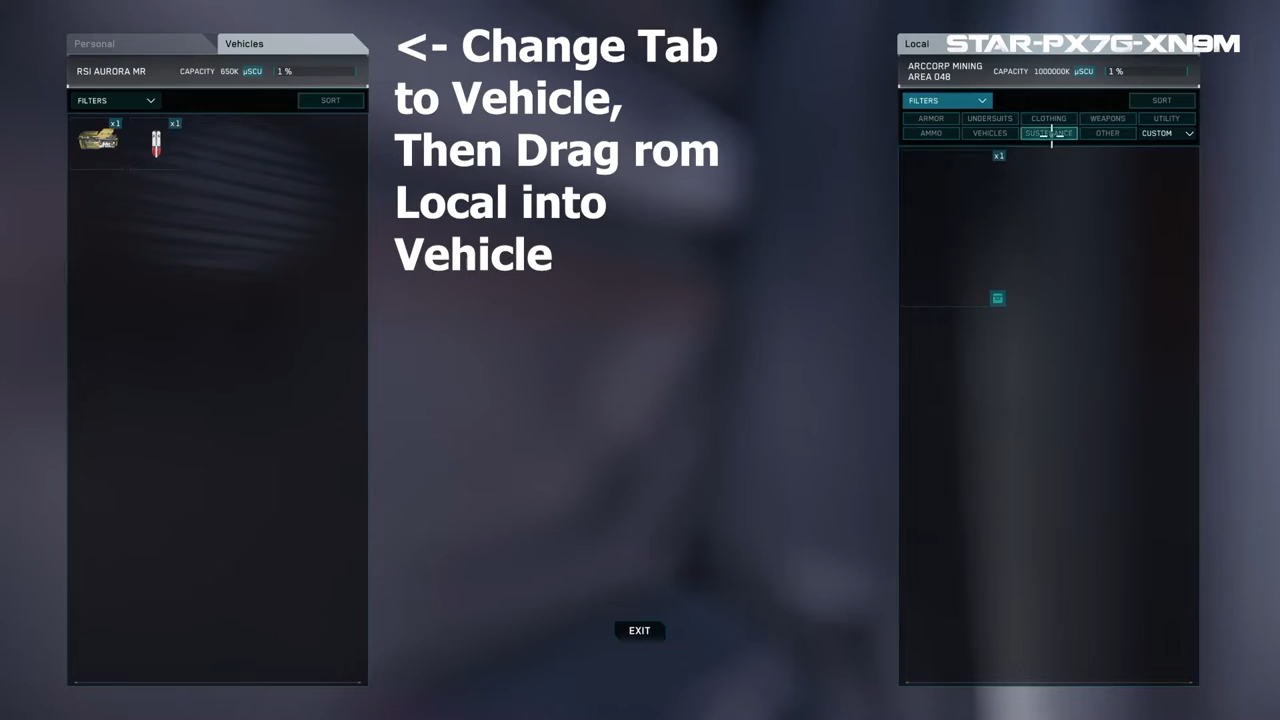 Personal
Vehicles
RSI AURORA MR
CAPACITY 650K µSCU 1 %
FILTERS
SORT
x1
x1
<- Change Tab
to Vehicle,
Then Drag rom
Local into
Vehicle
EXIT
Local
STAR-PX7G-XN9M
ARCCORP MINING
AREA 048
CAPACITY 1000000K µSCU 1 %
FILTERS
SORT
ARMOR UNDERSUITS CLOTHING WEAPONS UTILITY
AMMO VEHICLES SUSTENANCE OTHER CUSTOM
x1